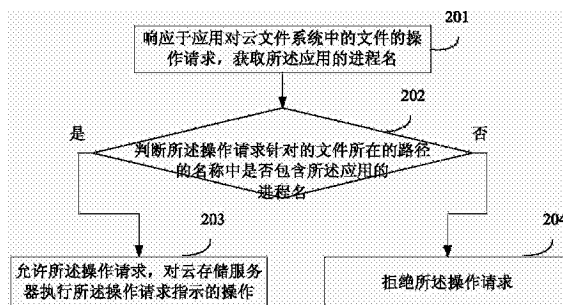 201
响应于应用对云文件系统中的文件的操
作请求，获取所述应用的进程名
202
是
否
判断所述操作请求针对的文件所在的路径
的名称中是否包含所述应用的
进程名
203
204
允许所述操作请求，对云存储服务
器执行所述操作请求指示的操作
拒绝所述操作请求